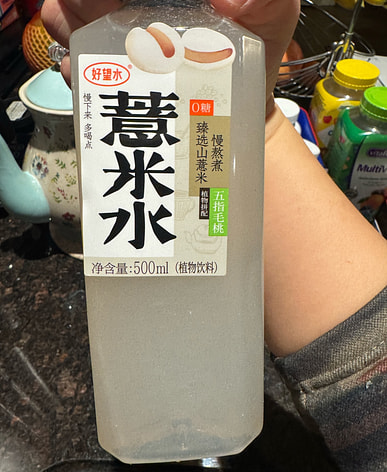 好望水
慢下来 多喝点
薏米水
0糖
慢熬煮
臻选山薏米
植物拼配
五指毛桃
净含量:500ml (植物饮料)
MultiV